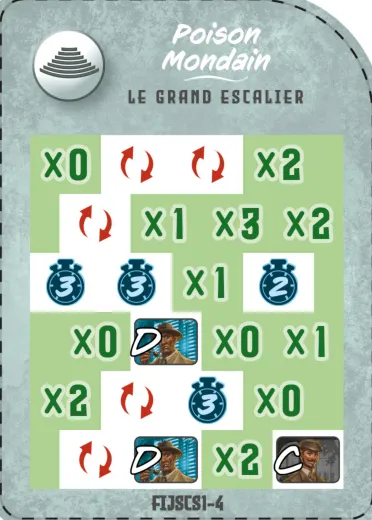 Poison
Mondain
LE GRAND ESCALIER
x0 x2
x1 x3 x2
3 3 x1 2
x0 D x0 x1
x2 3 x0
D x2 C
FIJSCS1-4